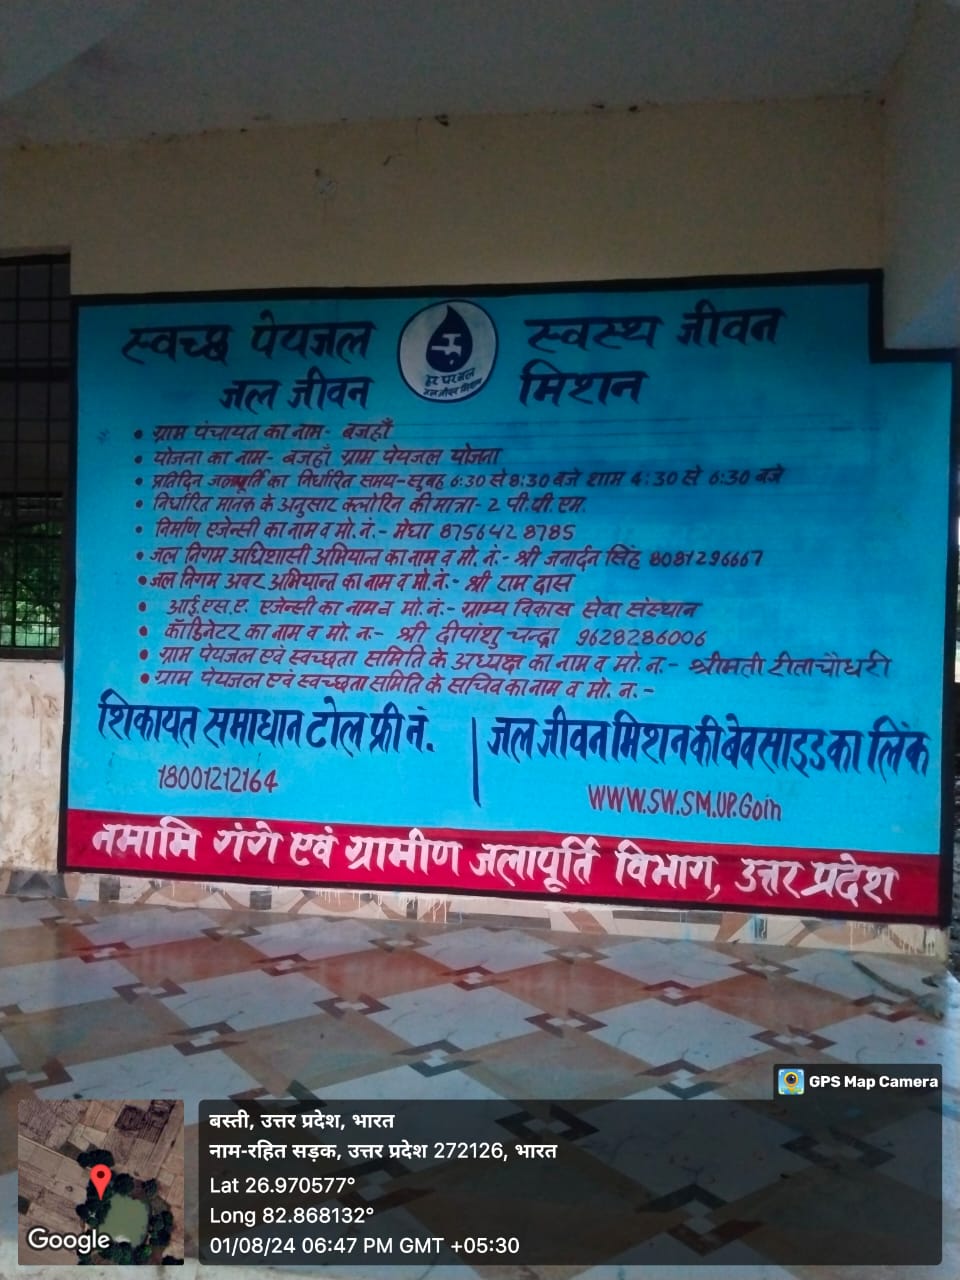 स्वच्छ पेयजल स्वस्थ जीवन
जल जीवन मिशन
हर घर जल
जल जीवन मिशन
• ग्राम पंचायत का नाम- बजहाँ
• योजना का नाम- बजहाँ ग्राम पेयजल योजना
• प्रतिदिन जलापूर्ति का निर्धारित समय-सुबह 6:30 से 8:30 बजे शाम 4:30 से 6:30 बजे
• निर्धारित मानक के अनुसार क्लोरिन की मात्रा- 2 पी.पी.एम.
• निर्माण एजेन्सी का नाम व मो. नं.- मेघा 8756428785
• जल निगम अधिशासी अभियान्त का नाम व मो. नं.- श्री जनार्दन सिंह 8081296667
• जल निगम अवर अभियान्त का नाम व मो. नं.- श्री राम दास
• आई.एस.ए. एजेन्सी का नाम व मो. नं.- ग्राम्य विकास सेवा संस्थान
• कॉर्डिनेटर का नाम व मो. न.- श्री दीपांशु चन्द्रा 9628286006
• ग्राम पेयजल एवं स्वच्छता समिति के अध्यक्ष का नाम व मो. न.- श्रीमती रीता चौधरी
• ग्राम पेयजल एवं स्वच्छता समिति के सचिव का नाम व मो. न.-
शिकायत समाधान टोल फ्री नं.
18001212164
जल जीवन मिशन की बेवसाइड का लिंक
WWW.SW.SM.UP.Goin
नमामि गंगे एवं ग्रामीण जलापूर्ति विभाग, उत्तर प्रदेश
GPS Map Camera
बस्ती, उत्तर प्रदेश, भारत
नाम-रहित सड़क, उत्तर प्रदेश 272126, भारत
Lat 26.970577°
Long 82.868132°
01/08/24 06:47 PM GMT +05:30
Google